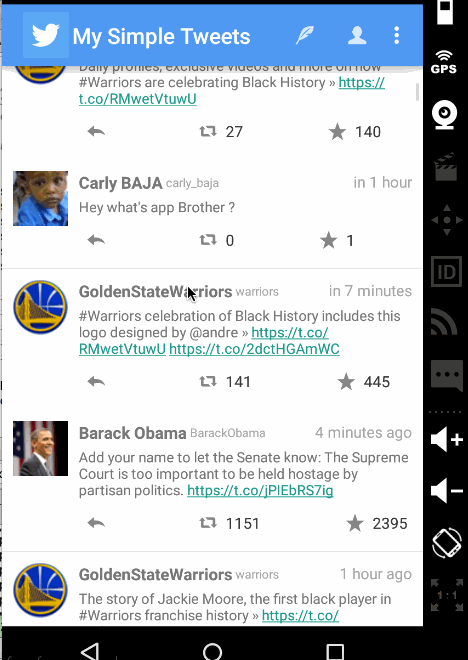 My Simple Tweets
Daily profiles, exclusive videos and more on how
#Warriors are celebrating Black History » https://
t.co/RMwetVtuwU
27 140
Carly BAJA carly_baja in 1 hour
Hey what's app Brother ?
0 1
GoldenStateWarriors warriors in 7 minutes
#Warriors celebration of Black History includes this
logo designed by @andre » https://t.co/
RMwetVtuwU https://t.co/2dctHGAmWC
141 445
Barack Obama BarackObama 4 minutes ago
Add your name to let the Senate know: The Supreme
Court is too important to be held hostage by
partisan politics. https://t.co/jPIEbRS7ig
1151 2395
GoldenStateWarriors warriors 1 hour ago
The story of Jackie Moore, the first black player in
#Warriors franchise history » https://t.co/
GPS
ID
1:1